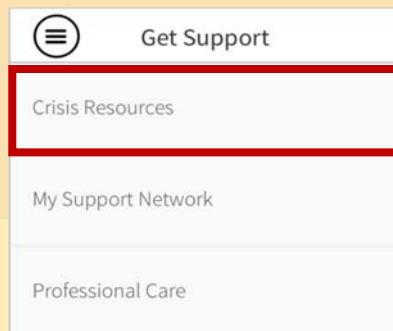 Get Support
Crisis Resources
My Support Network
Professional Care